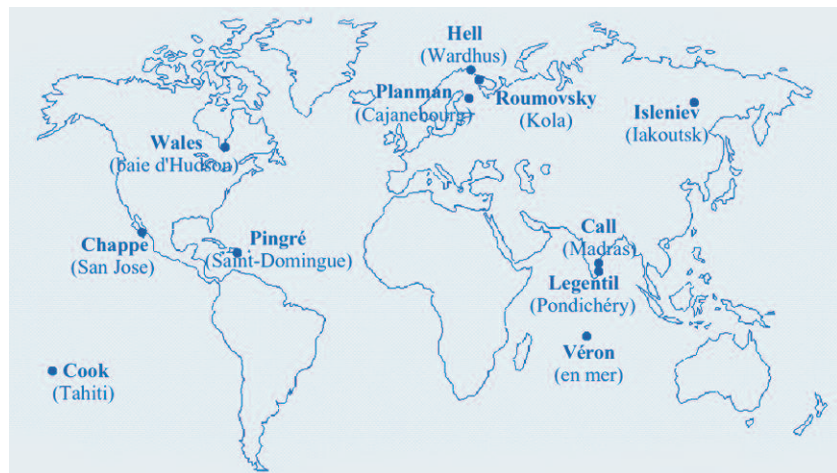 Hell
(Wardhus)
Planman
(Cajanebourg)
Roumovsky
(Kola)
Isleniev
(Iakoutsk)
Wales
(baie d'Hudson)
Chappe
(San Jose)
Pingré
(Saint-Domingue)
Call
(Madras)
Legentil
(Pondichéry)
Véron
(en mer)
Cook
(Tahiti)